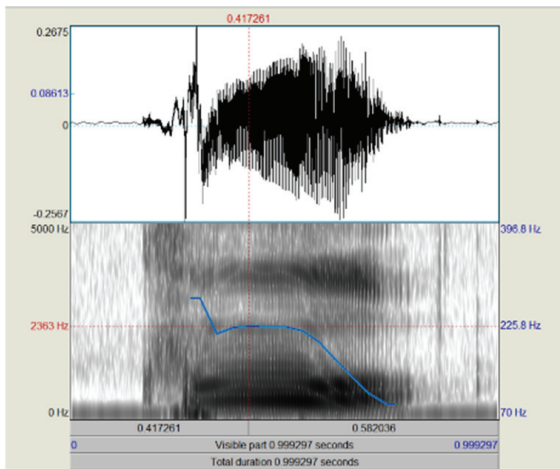 0.417261
0.2675
0.08613
0
-0.2567
5000 Hz 396.8 Hz
2363 Hz 225.8 Hz
0 Hz 70 Hz
0.417261 0.582036
0 Visible part 0.999297 seconds 0.999297
Total duration 0.999297 seconds